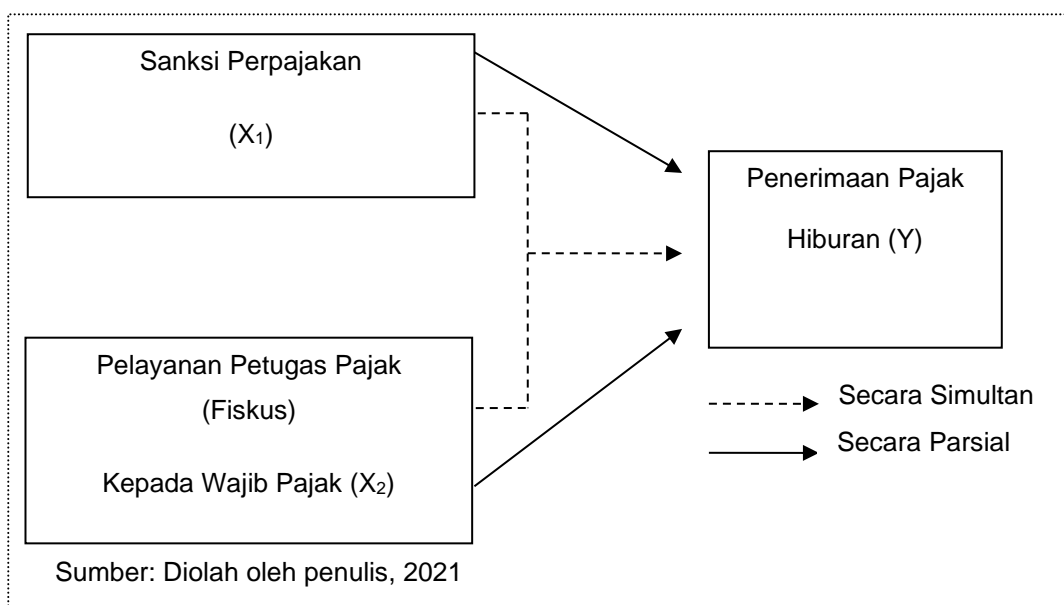 Sanksi Perpajakan
(X₁)
Penerimaan Pajak
Hiburan (Y)
Pelayanan Petugas Pajak
(Fiskus)
Kepada Wajib Pajak (X₂)
Secara Simultan
Secara Parsial
Sumber: Diolah oleh penulis, 2021